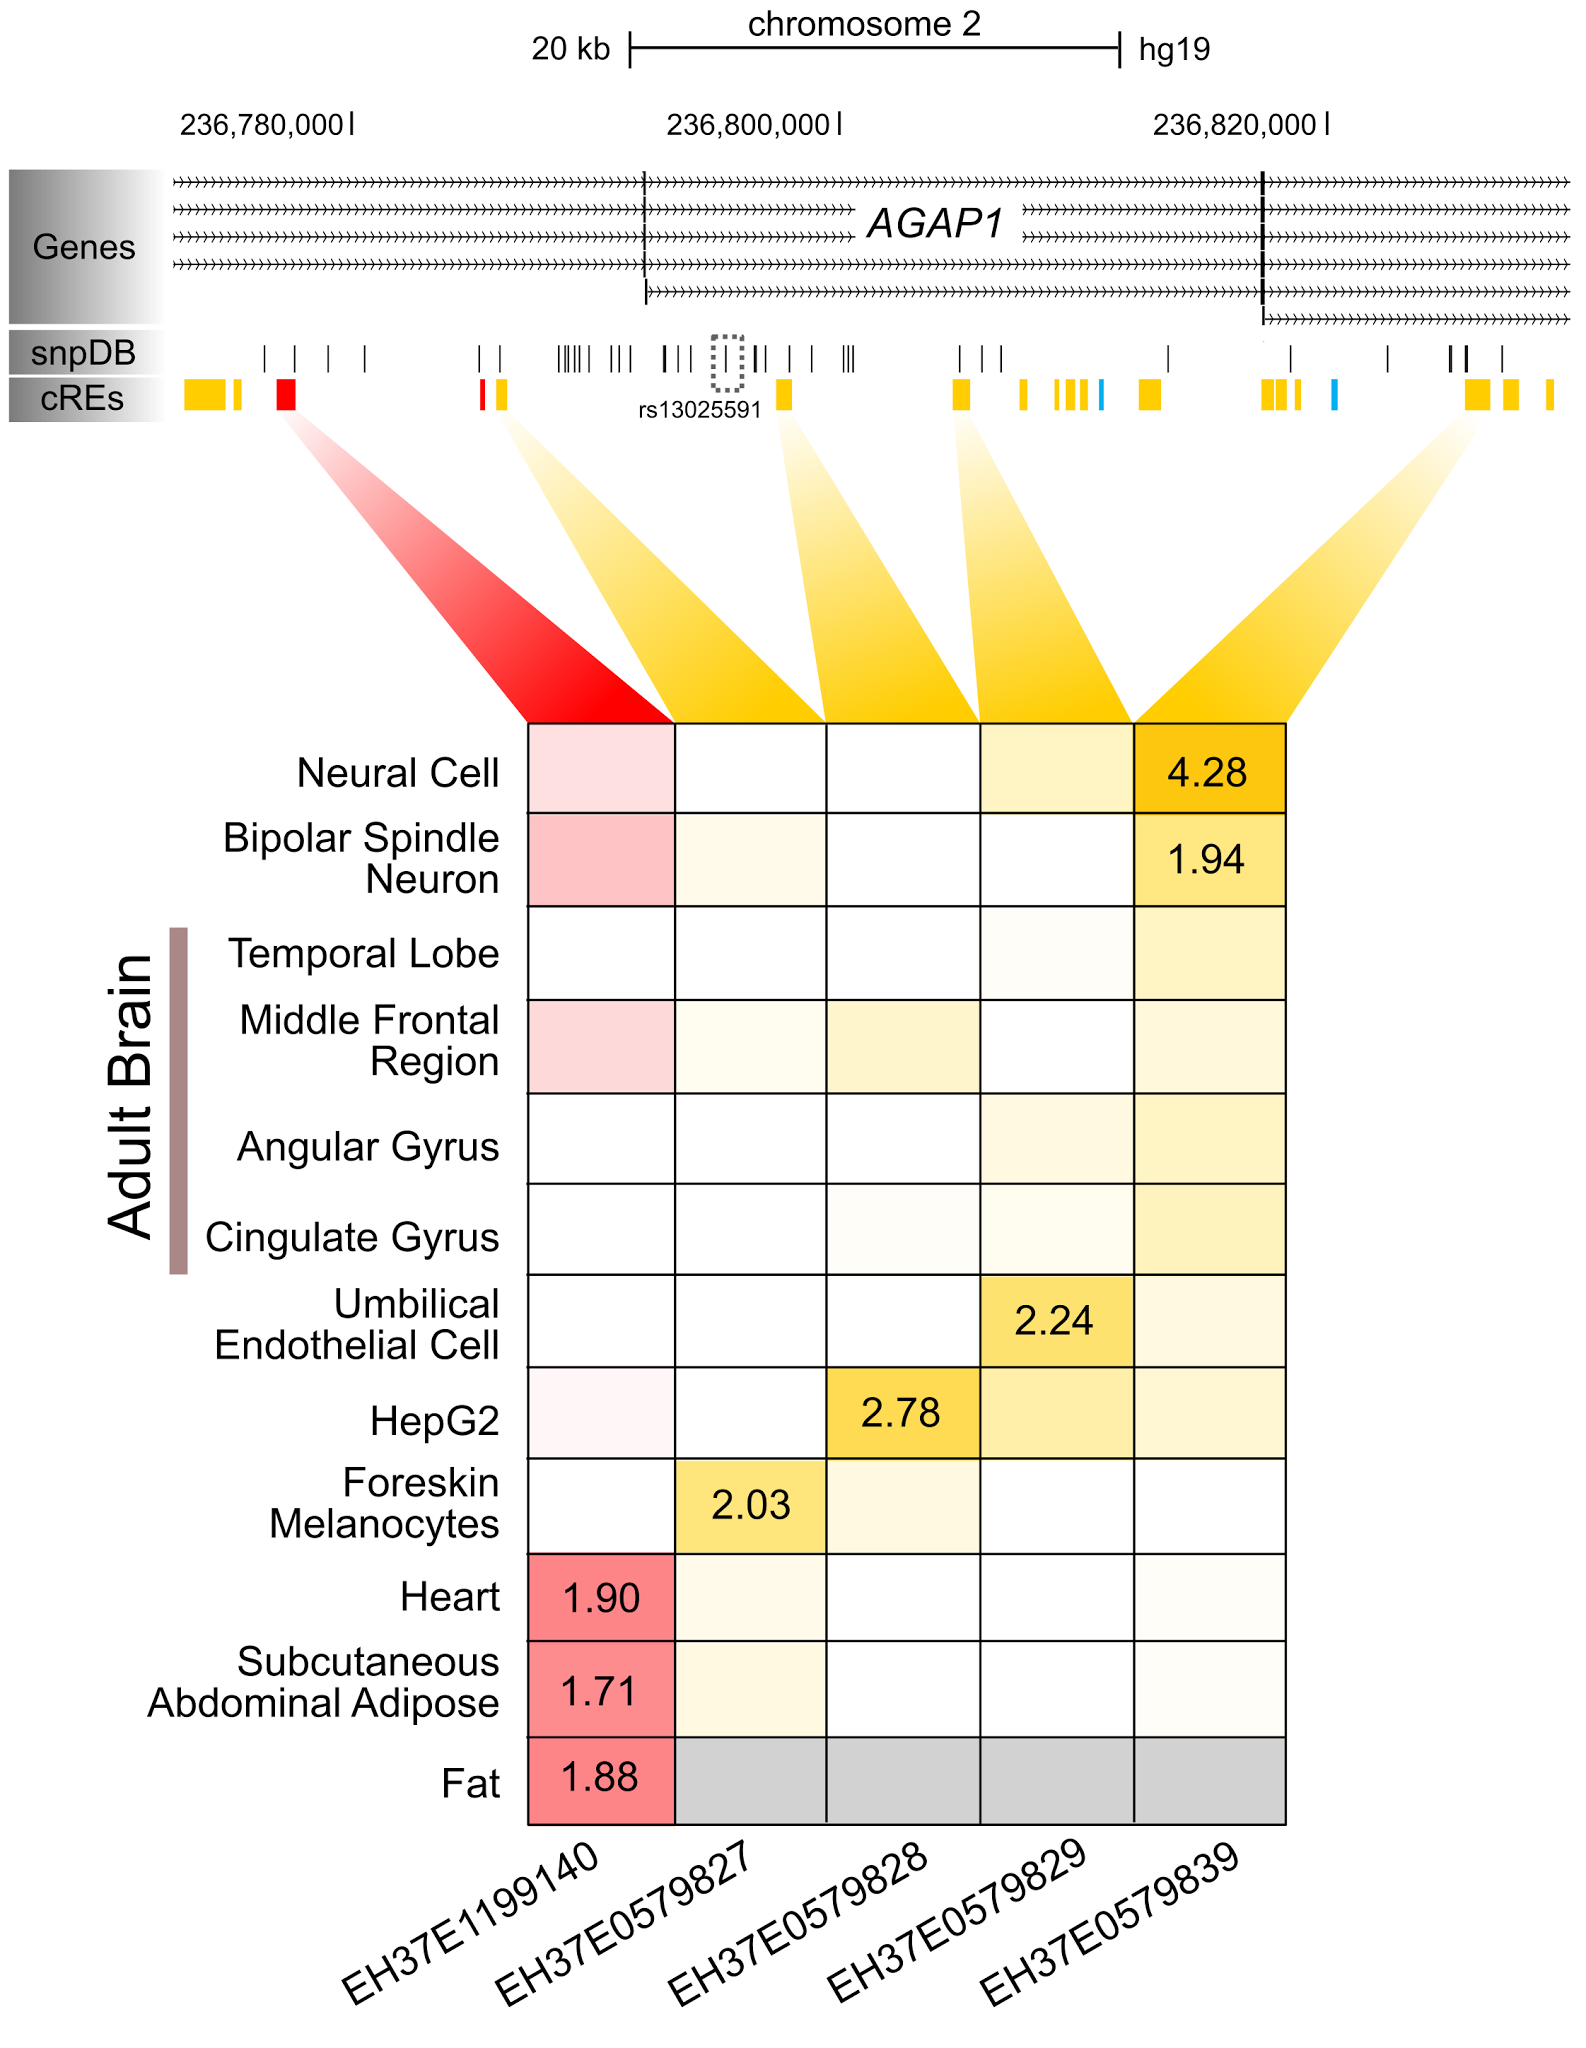 chromosome 2
20 kb
hg19
236,780,000
236,800,000
236,820,000
Genes
AGAP1
snpDB
cREs
rs13025591
Neural Cell
4.28
Bipolar Spindle
Neuron
1.94
Adult Brain
Temporal Lobe
Middle Frontal
Region
Angular Gyrus
Cingulate Gyrus
Umbilical
Endothelial Cell
2.24
HepG2
2.78
Foreskin
Melanocytes
2.03
Heart
1.90
Subcutaneous
Abdominal Adipose
1.71
Fat
1.88
EH37E1199140
EH37E0579827
EH37E0579828
EH37E0579829
EH37E0579839